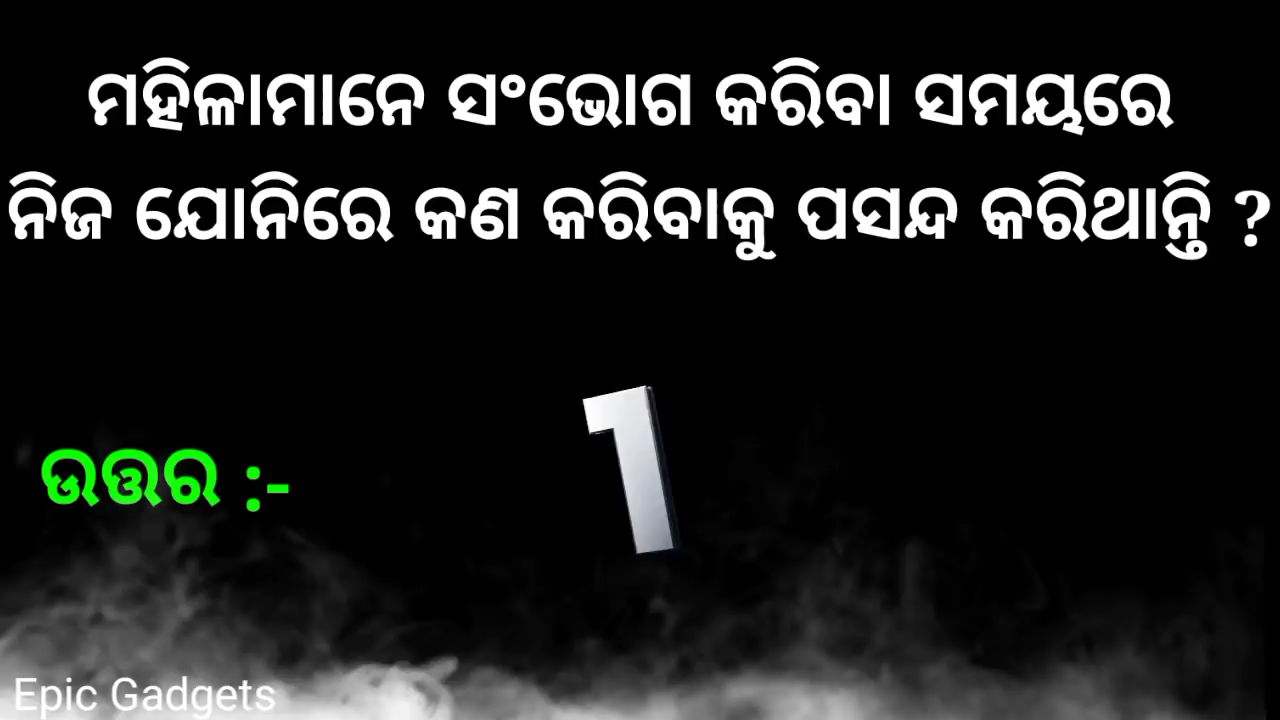 ମହିଳାମାନେ ସଂଭୋଗ କରିବା ସମୟରେ
ନିଜ ଯୋନିରେ କଣ କରିବାକୁ ପସନ୍ଦ କରିଥାନ୍ତି ?
1
ଉତ୍ତର :-
Epic Gadgets